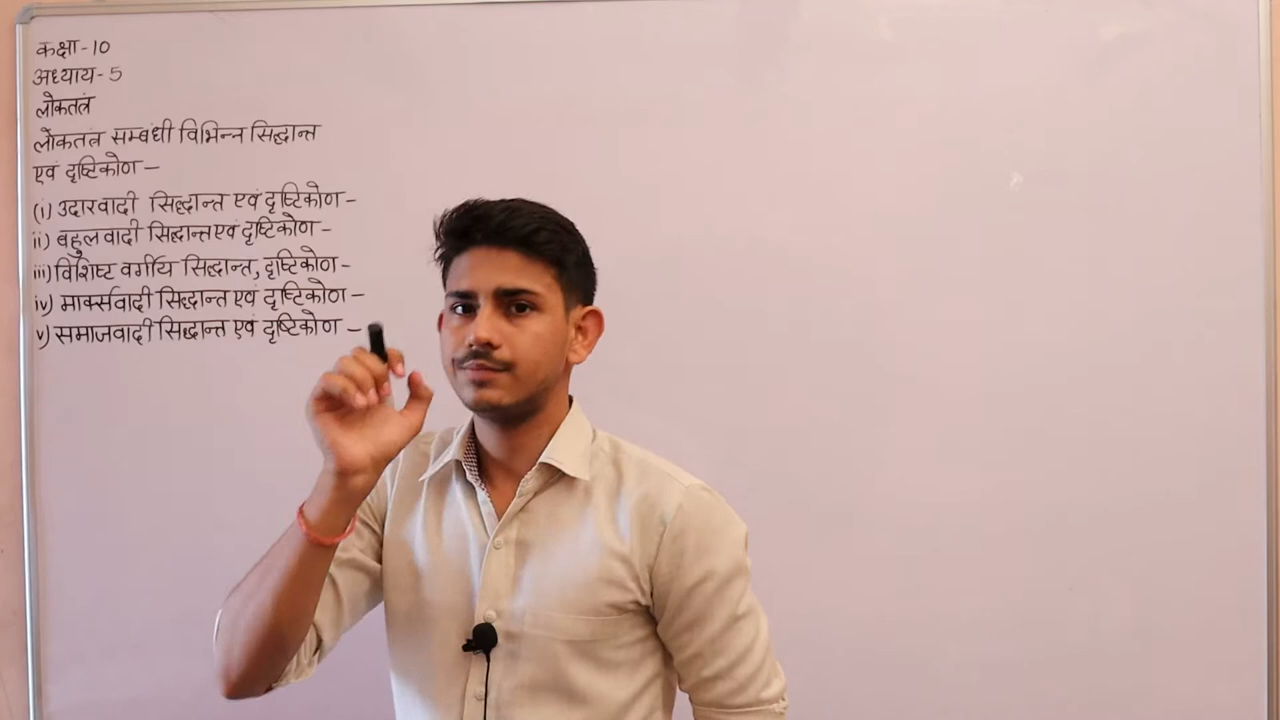 कक्षा-10
अध्याय-5
लोकतंत्र
लोकतंत्र सम्बंधी विभिन्न सिद्धान्त
एवं दृष्टिकोण –
(i) उदारवादी सिद्धान्त एवं दृष्टिकोण –
ii) बहुलवादी सिद्धान्त एवं दृष्टिकोण –
iii) विशिष्ट वर्गीय सिद्धान्त, दृष्टिकोण –
iv) मार्क्सवादी सिद्धान्त एवं दृष्टिकोण –
v) समाजवादी सिद्धान्त एवं दृष्टिकोण –